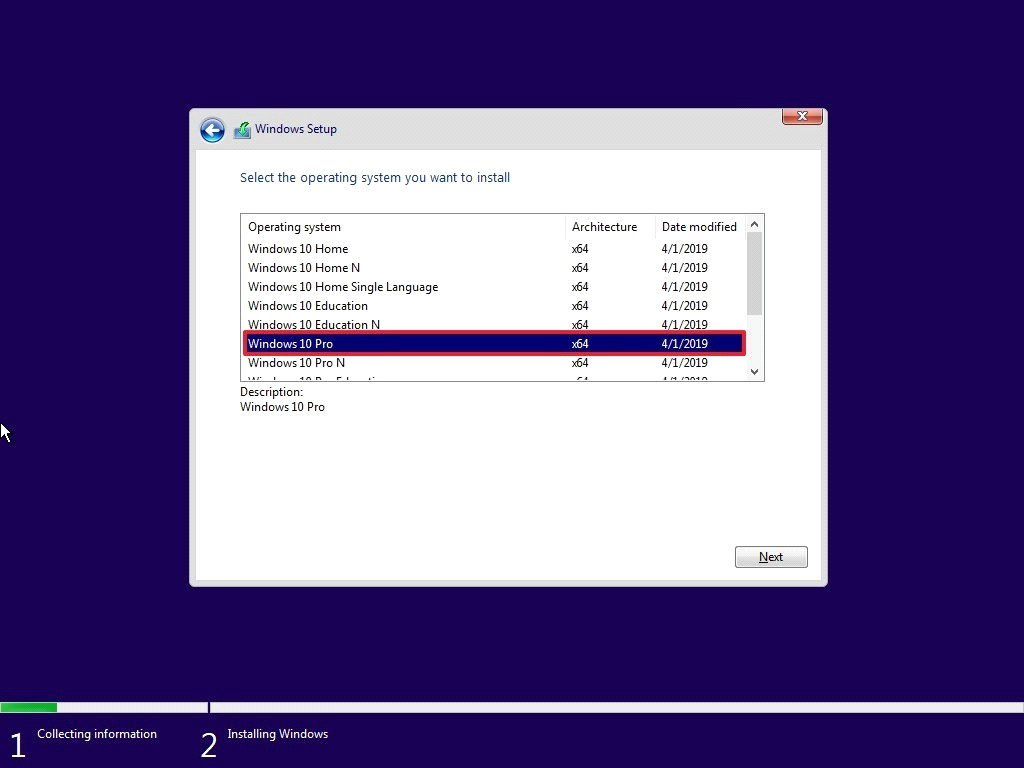 Windows Setup
Select the operating system you want to install
Operating system Architecture Date modified
Windows 10 Home x64 4/1/2019
Windows 10 Home N x64 4/1/2019
Windows 10 Home Single Language x64 4/1/2019
Windows 10 Education x64 4/1/2019
Windows 10 Education N x64 4/1/2019
Windows 10 Pro x64 4/1/2019
Windows 10 Pro N x64 4/1/2019
Description:
Windows 10 Pro
Next
1 Collecting information 2 Installing Windows